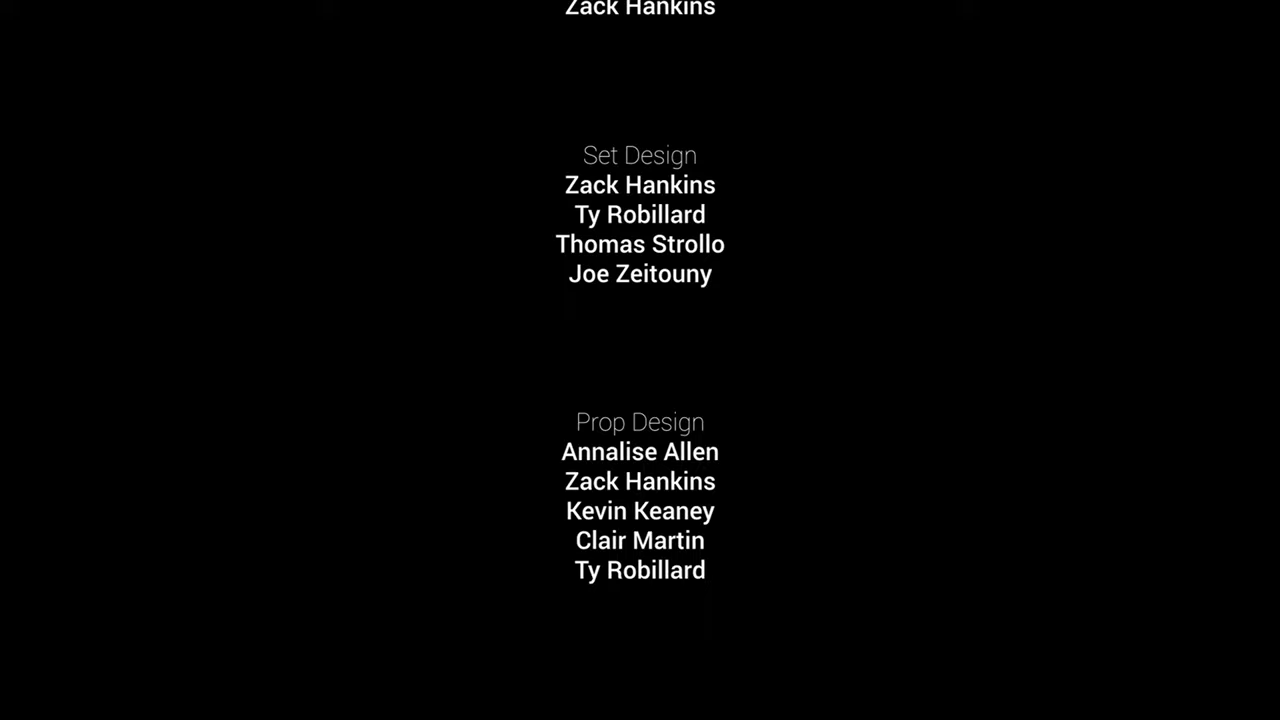 Zack Hankins
Set Design
Zack Hankins
Ty Robillard
Thomas Strollo
Joe Zeitouny
Prop Design
Annalise Allen
Zack Hankins
Kevin Keaney
Clair Martin
Ty Robillard